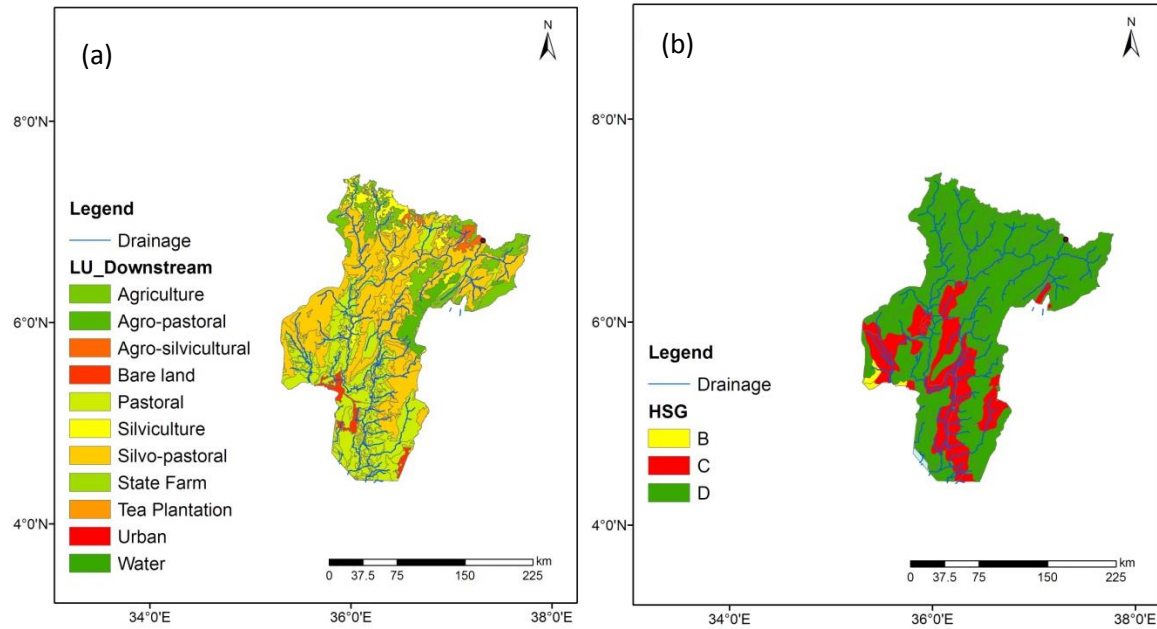 (a)
N
8°0'N
6°0'N
4°0'N
Legend
Drainage
LU_Downstream
Agriculture
Agro-pastoral
Agro-silvicultural
Bare land
Pastoral
Silviculture
Silvo-pastoral
State Farm
Tea Plantation
Urban
Water
km
0 37.5 75 150 225
34°0'E 36°0'E 38°0'E
(b)
N
8°0'N
6°0'N
4°0'N
Legend
Drainage
HSG
B
C
D
km
0 37.5 75 150 225
34°0'E 36°0'E 38°0'E